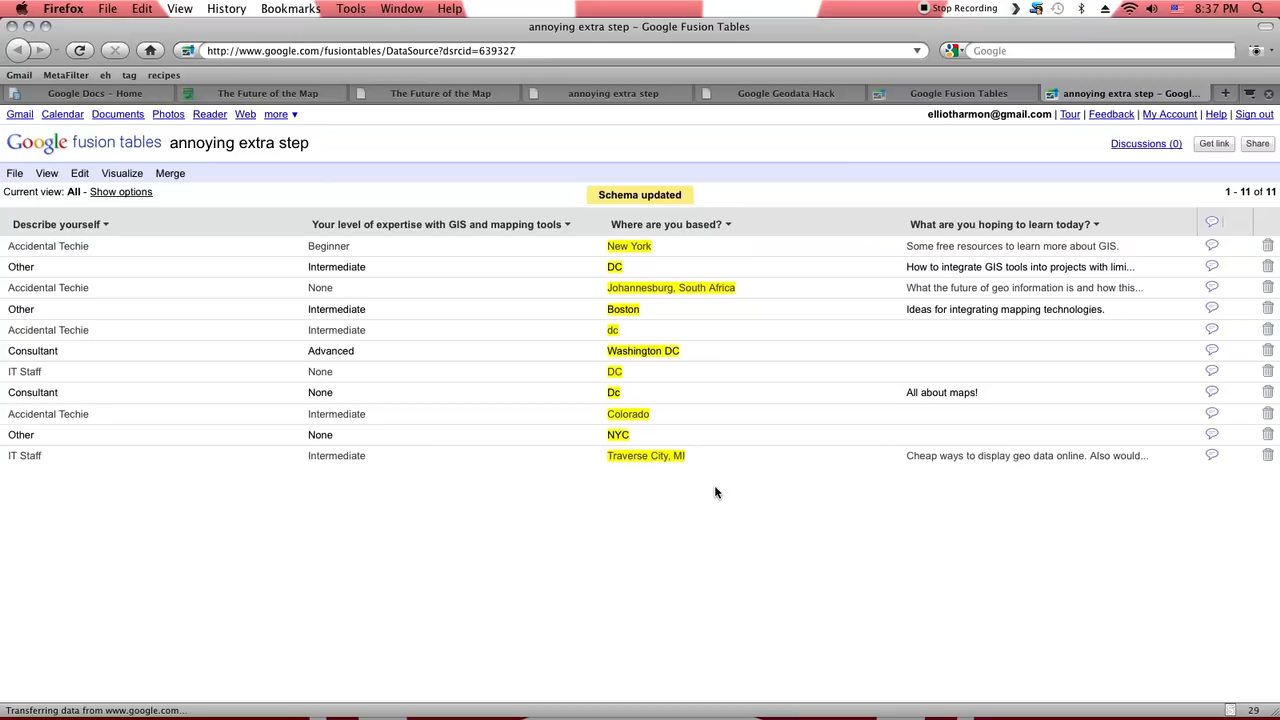 Firefox File Edit View History Bookmarks Tools Window Help Stop Recording 8:37 PM
annoying extra step – Google Fusion Tables
http://www.google.com/fusiontables/DataSource?dsrcid=639327 Google
Gmail MetaFilter eh tag recipes
Google Docs - Home The Future of the Map The Future of the Map annoying extra step Google Geodata Hack Google Fusion Tables annoying extra step – Googl...
Gmail Calendar Documents Photos Reader Web more ▼ elliotharmon@gmail.com | Tour | Feedback | My Account | Help | Sign out
Google fusion tables annoying extra step Discussions (0) Get link Share
File View Edit Visualize Merge
Current view: All - Show options Schema updated 1 - 11 of 11
Describe yourself Your level of expertise with GIS and mapping tools Where are you based? What are you hoping to learn today?
Accidental Techie Beginner New York Some free resources to learn more about GIS.
Other Intermediate DC How to integrate GIS tools into projects with limi...
Accidental Techie None Johannesburg, South Africa What the future of geo information is and how this...
Other Intermediate Boston Ideas for integrating mapping technologies.
Accidental Techie Intermediate dc
Consultant Advanced Washington DC
IT Staff None DC
Consultant None Dc All about maps!
Accidental Techie Intermediate Colorado
Other None NYC
IT Staff Intermediate Traverse City, MI Cheap ways to display geo data online. Also would...
Transferring data from www.google.com... 29